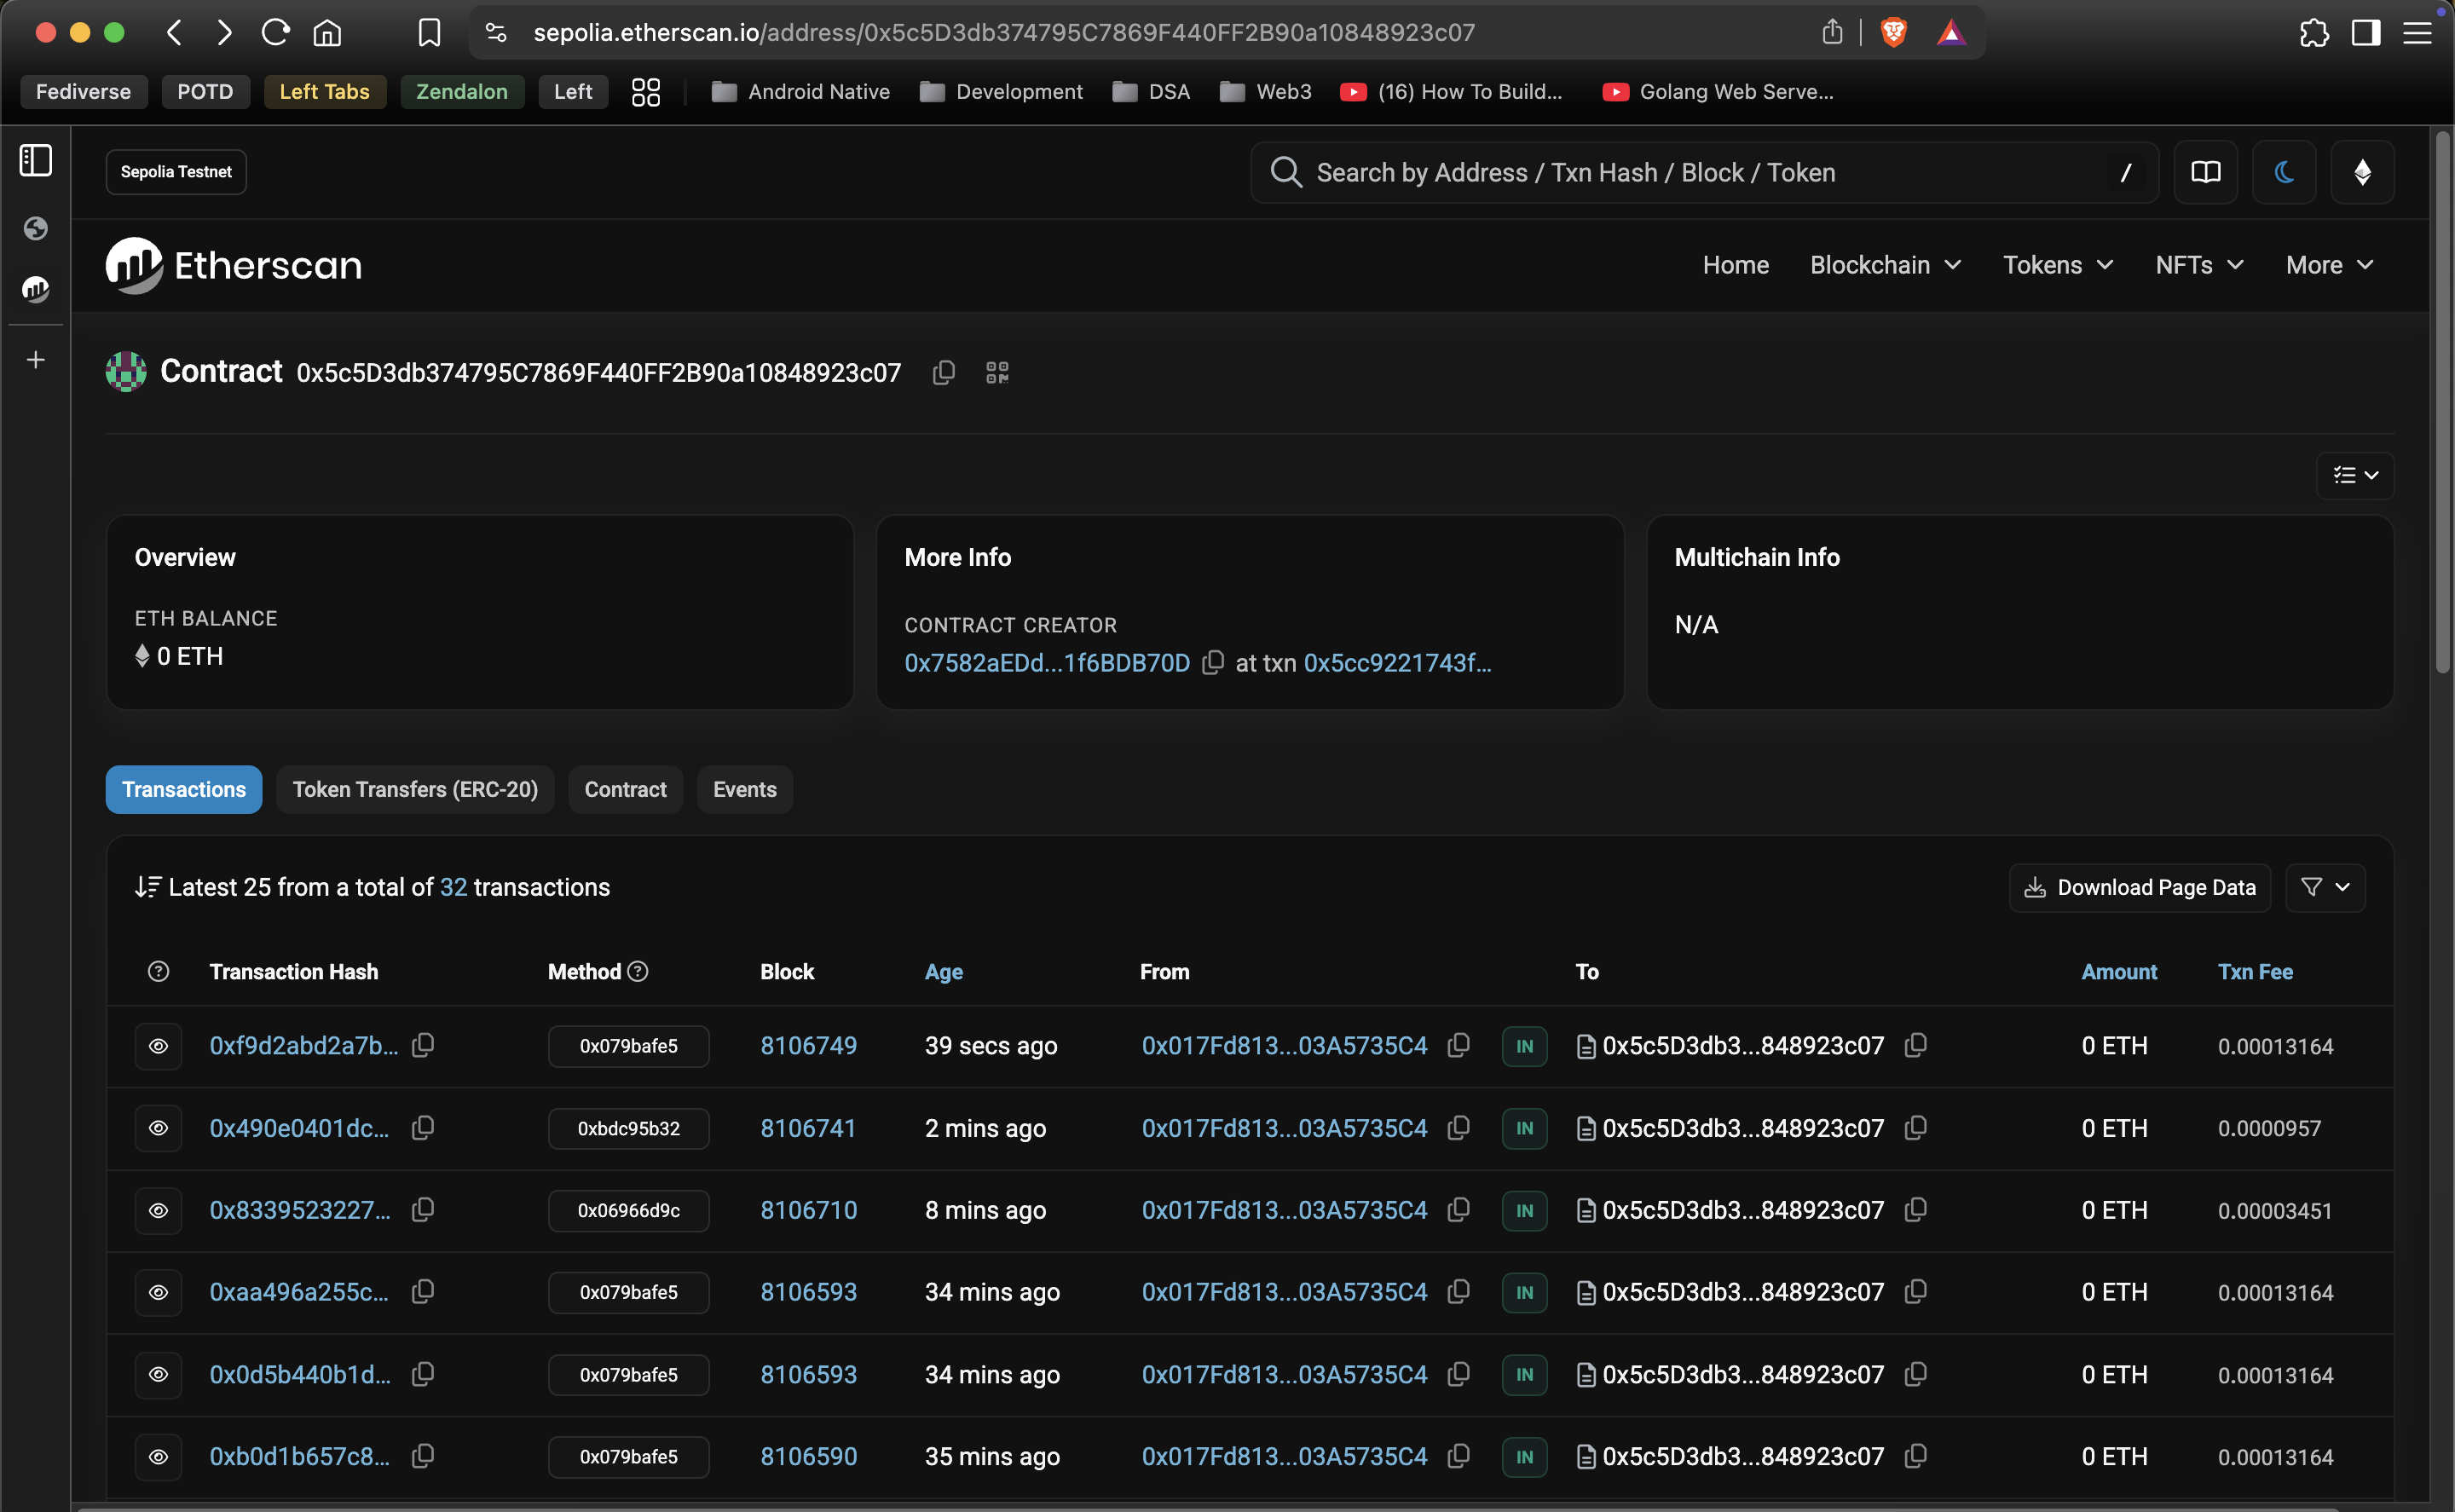 sepolia.etherscan.io/address/0x5c5D3db374795C7869F440FF2B90a10848923c07
Fediverse POTD Left Tabs Zendalon Left Android Native Development DSA Web3 (16) How To Build... Golang Web Serve...
Sepolia Testnet Search by Address / Txn Hash / Block / Token /
Etherscan Home Blockchain Tokens NFTs More
Contract 0x5c5D3db374795C7869F440FF2B90a10848923c07
Overview
ETH BALANCE
0 ETH
More Info
CONTRACT CREATOR
0x7582aEDd...1f6BDB70D at txn 0x5cc9221743f...
Multichain Info
N/A
Transactions Token Transfers (ERC-20) Contract Events
Latest 25 from a total of 32 transactions Download Page Data
Transaction Hash Method Block Age From To Amount Txn Fee
0xf9d2abd2a7b... 0x079bafe5 8106749 39 secs ago 0x017Fd813...03A5735C4 IN 0x5c5D3db3...848923c07 0 ETH 0.00013164
0x490e0401dc... 0xbdc95b32 8106741 2 mins ago 0x017Fd813...03A5735C4 IN 0x5c5D3db3...848923c07 0 ETH 0.0000957
0x8339523227... 0x06966d9c 8106710 8 mins ago 0x017Fd813...03A5735C4 IN 0x5c5D3db3...848923c07 0 ETH 0.00003451
0xaa496a255c... 0x079bafe5 8106593 34 mins ago 0x017Fd813...03A5735C4 IN 0x5c5D3db3...848923c07 0 ETH 0.00013164
0x0d5b440b1d... 0x079bafe5 8106593 34 mins ago 0x017Fd813...03A5735C4 IN 0x5c5D3db3...848923c07 0 ETH 0.00013164
0xb0d1b657c8... 0x079bafe5 8106590 35 mins ago 0x017Fd813...03A5735C4 IN 0x5c5D3db3...848923c07 0 ETH 0.00013164